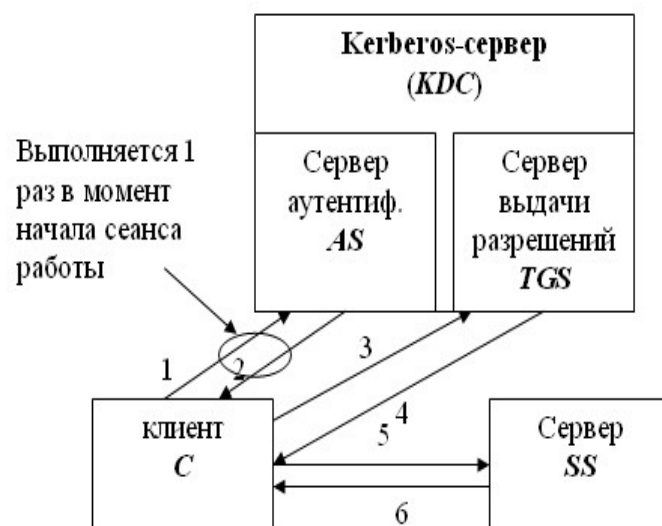 Kerberos-сервер
(KDC)
Выполняется 1
раз в момент
начала сеанса
работы
Сервер
аутентиф.
AS
Сервер
выдачи
разрешений
TGS
1
2
3
4
5
6
клиент
C
Сервер
SS